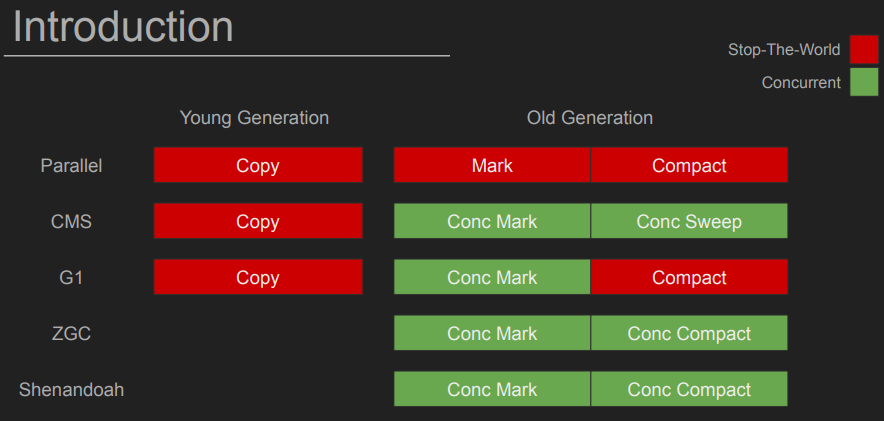 Introduction
Stop-The-World
Concurrent
Young Generation Old Generation
Parallel Copy Mark Compact
CMS Copy Conc Mark Conc Sweep
G1 Copy Conc Mark Compact
ZGC Conc Mark Conc Compact
Shenandoah Conc Mark Conc Compact